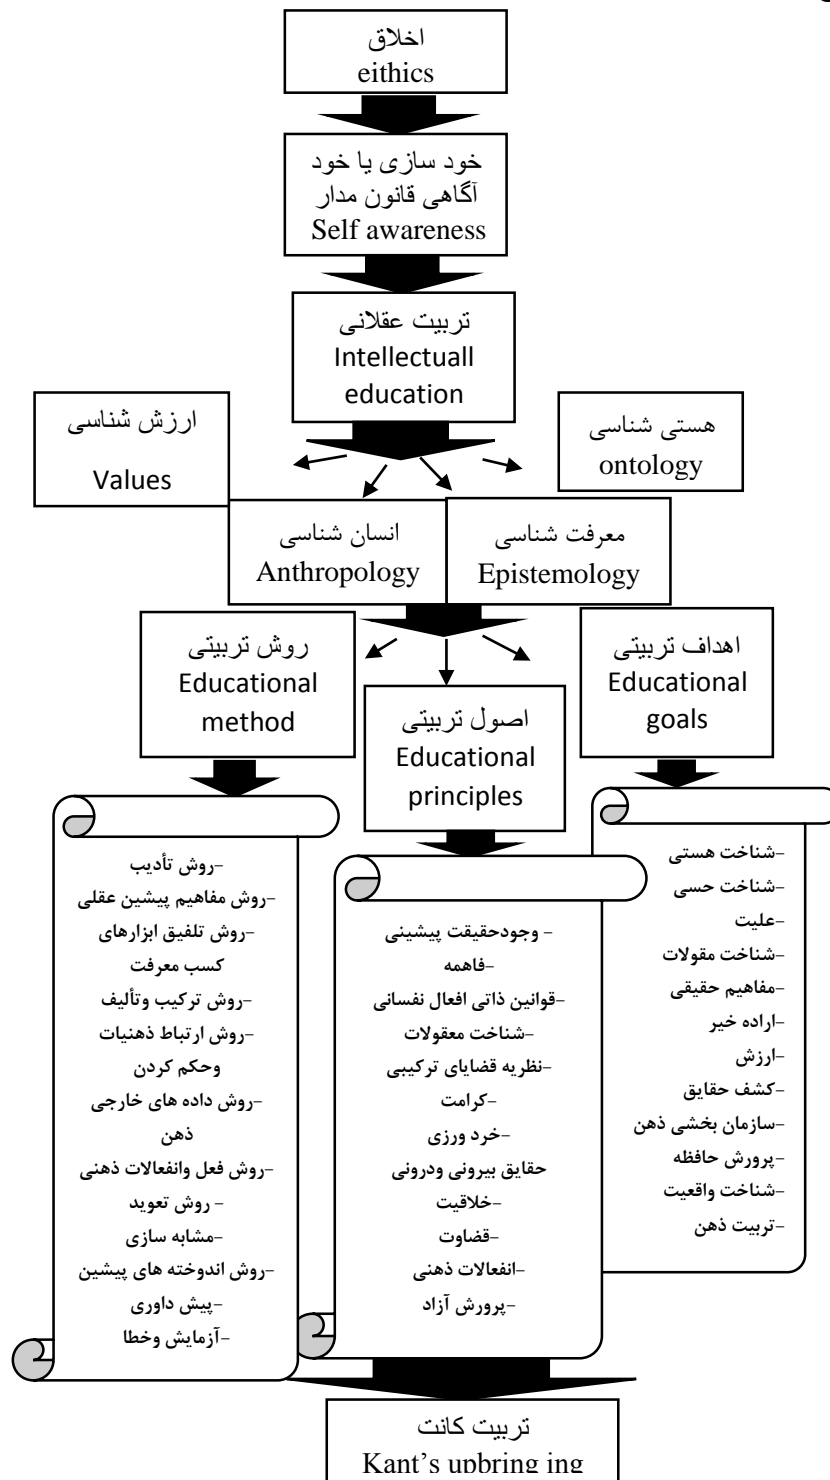 اخلاق
eithics
خود سازی یا خود
آگاهی قانون مدار
Self awareness
تربیت عقلانی
Intellectuall
education
هستی شناسی
ontology
ارزش شناسی
Values
معرفت شناسی
Epistemology
انسان شناسی
Anthropology
اهداف تربیتی
Educational
goals
اصول تربیتی
Educational
principles
روش تربیتی
Educational
method
-شناخت هستی
-شناخت حسی
-علیت
-شناخت مقولات
-مفاهیم حقیقی
-اراده خیر
-ارزش
-کشف حقایق
-سازمان بخشی ذهن
-پرورش حافظه
-شناخت واقعیت
-تربیت ذهن
- وجودحقیقت پیشینی
-فاهمه
-قوانین ذاتی افعال نفسانی
-شناخت معقولات
-نظریه قضایای ترکیبی
-کرامت
-خرد ورزی
حقایق بیرونی ودرونی
-خلاقیت
-قضاوت
-انفعالات ذهنی
-پرورش آزاد
-روش تأدیب
-روش مفاهیم پیشین عقلی
-روش تلفیق ابزارهای
کسب معرفت
-روش ترکیب وتألیف
-روش ارتباط ذهنیات
وحکم کردن
-روش داده های خارجی
ذهن
-روش فعل وانفعالات ذهنی
- روش تعوید
-مشابه سازی
-روش اندوخته های پیشین
-پیش داوری
-آزمایش وخطا
تربیت کانت
Kant's upbring ing